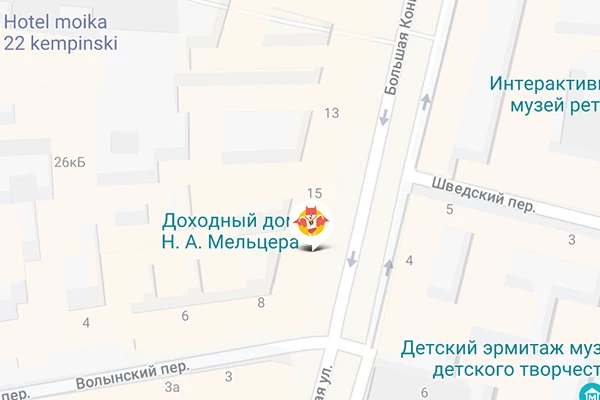 Hotel moika
22 kempinski
Большая Кон
Интерактив
музей рет
13
26кБ
Шведский пер.
15
5
Доходный до
Н. А. Мельцера
3
4
8
6
4
Детский эрмитаж муз
детского творчест
Волынский пер.
3
3а
ая ул.
6